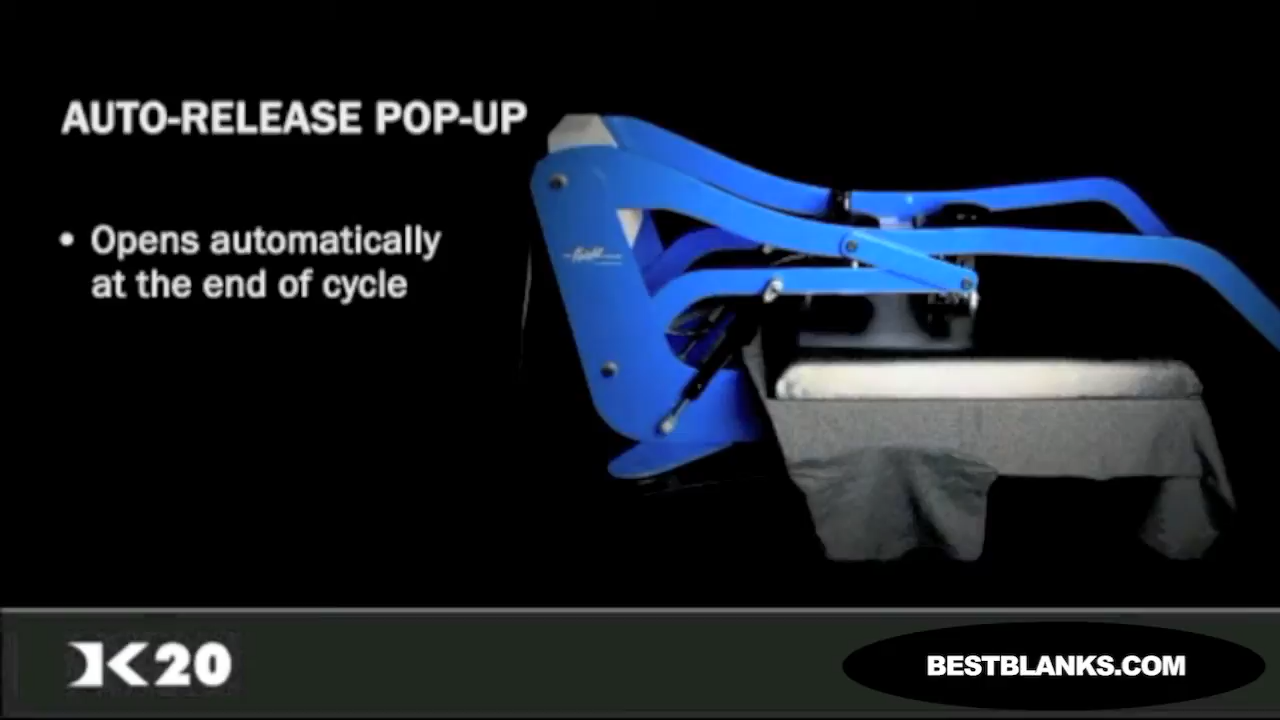 AUTO-RELEASE POP-UP
• Opens automatically
at the end of cycle
K20
BESTBLANKS.COM